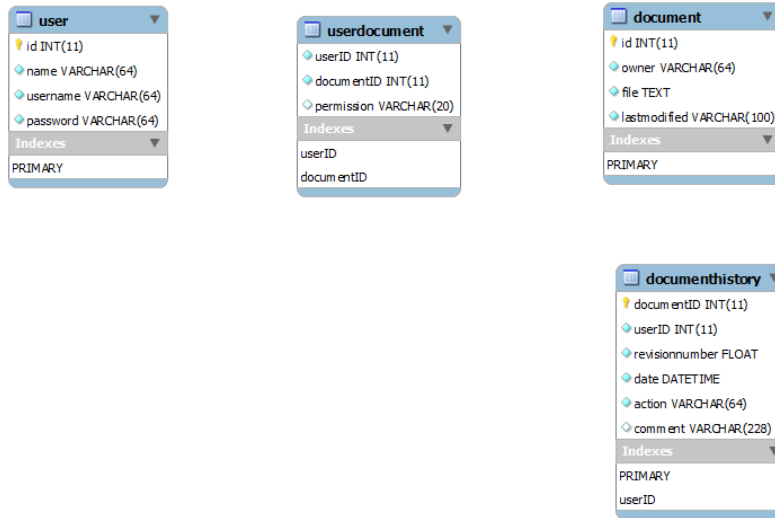 user
id INT(11)
name VARCHAR(64)
username VARCHAR(64)
password VARCHAR(64)
Indexes
PRIMARY
userdocument
userID INT(11)
documentID INT(11)
permission VARCHAR(20)
Indexes
userID
documentID
document
id INT(11)
owner VARCHAR(64)
file TEXT
lastmodified VARCHAR(100)
Indexes
PRIMARY
documenthistory
documentID INT(11)
userID INT(11)
revisionnumber FLOAT
date DATETIME
action VARCHAR(64)
comment VARCHAR(228)
Indexes
PRIMARY
userID